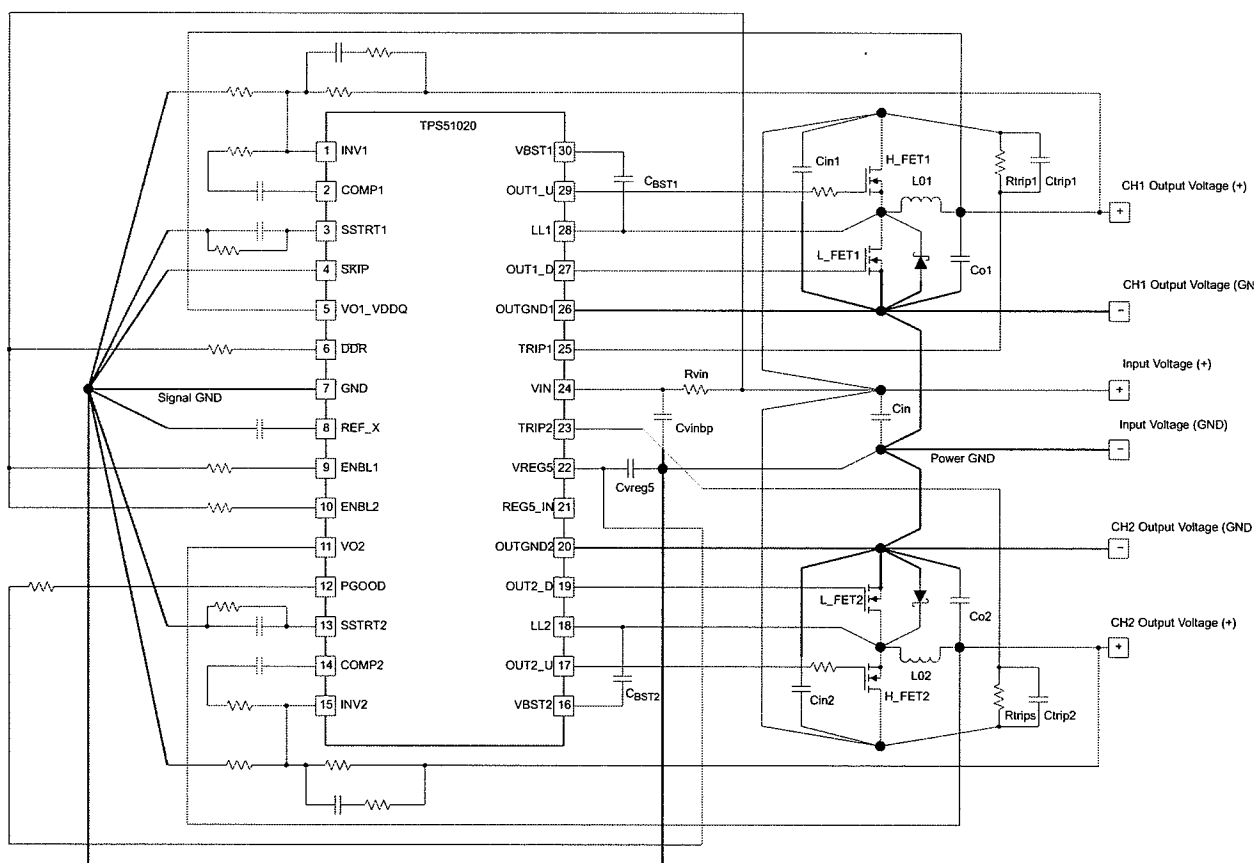 TPS51020
1 INV1
2 COMP1
3 SSTRT1
4 SKIP
5 VO1_VDDQ
6 DDR
7 GND
8 REF_X
9 ENBL1
10 ENBL2
11 VO2
12 PGOOD
13 SSTRT2
14 COMP2
15 INV2
Signal GND
VBST1 30
OUT1_U 29
LL1 28
OUT1_D 27
OUTGND1 26
TRIP1 25
VIN 24
TRIP2 23
VREG5 22
REG5_IN 21
OUTGND2 20
OUT2_D 19
LL2 18
OUT2_U 17
VBST2 16
CBST1
Rvin
Cvinbp
Cvreg5
CBST2
Cin1
H_FET1
L01
Rtrip1
Ctrip1
L_FET1
Co1
Cin
Power GND
L_FET2
Co2
L02
Cin2
H_FET2
Rtrips
Ctrip2
CH1 Output Voltage (+)
+
CH1 Output Voltage (GN
−
Input Voltage (+)
+
Input Voltage (GND)
−
CH2 Output Voltage (GND
−
CH2 Output Voltage (+)
+